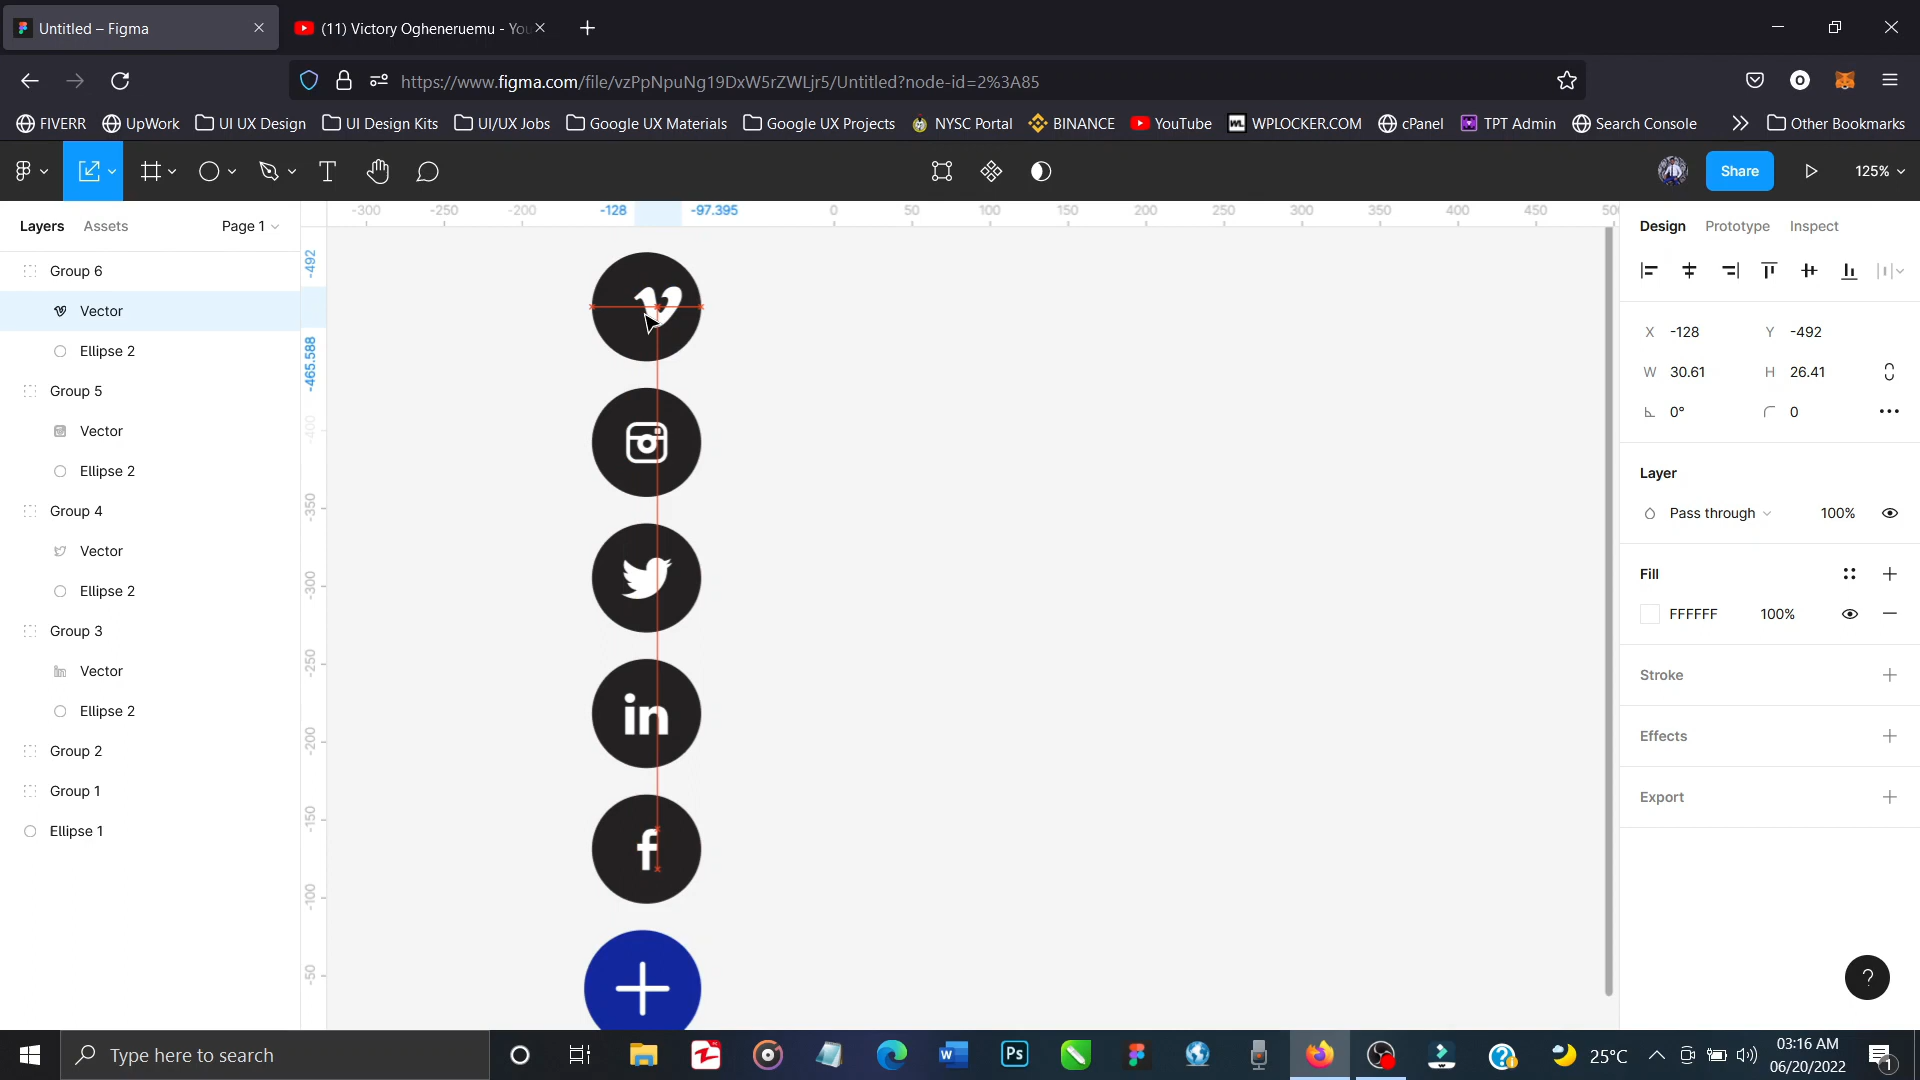 Untitled – Figma
(11) Victory Ogheneruemu - You
https://www.figma.com/file/vzPpNpuNg19DxW5rZWLjr5/Untitled?node-id=2%3A85
O
FIVERR UpWork UI UX Design UI Design Kits UI/UX Jobs Google UX Materials Google UX Projects NYSC Portal BINANCE YouTube WPLOCKER.COM cPanel TPT Admin Search Console Other Bookmarks
T
Share
125%
Layers Assets Page 1
-300 -250 -200 -128 -97.395 0 50 100 150 200 250 300 350 400 450 50
Design Prototype Inspect
Group 6
Vector
Ellipse 2
Group 5
Vector
Ellipse 2
Group 4
Vector
Ellipse 2
Group 3
Vector
Ellipse 2
Group 2
Group 1
Ellipse 1
-492
-465.588
-400
-350
-300
-250
-200
-150
-100
-50
in
f
X -128 Y -492
W 30.61 H 26.41
0° 0
Layer
Pass through 100%
Fill
FFFFFF 100%
Stroke
Effects
Export
?
Type here to search
Ps
25°C
03:16 AM
06/20/2022
1